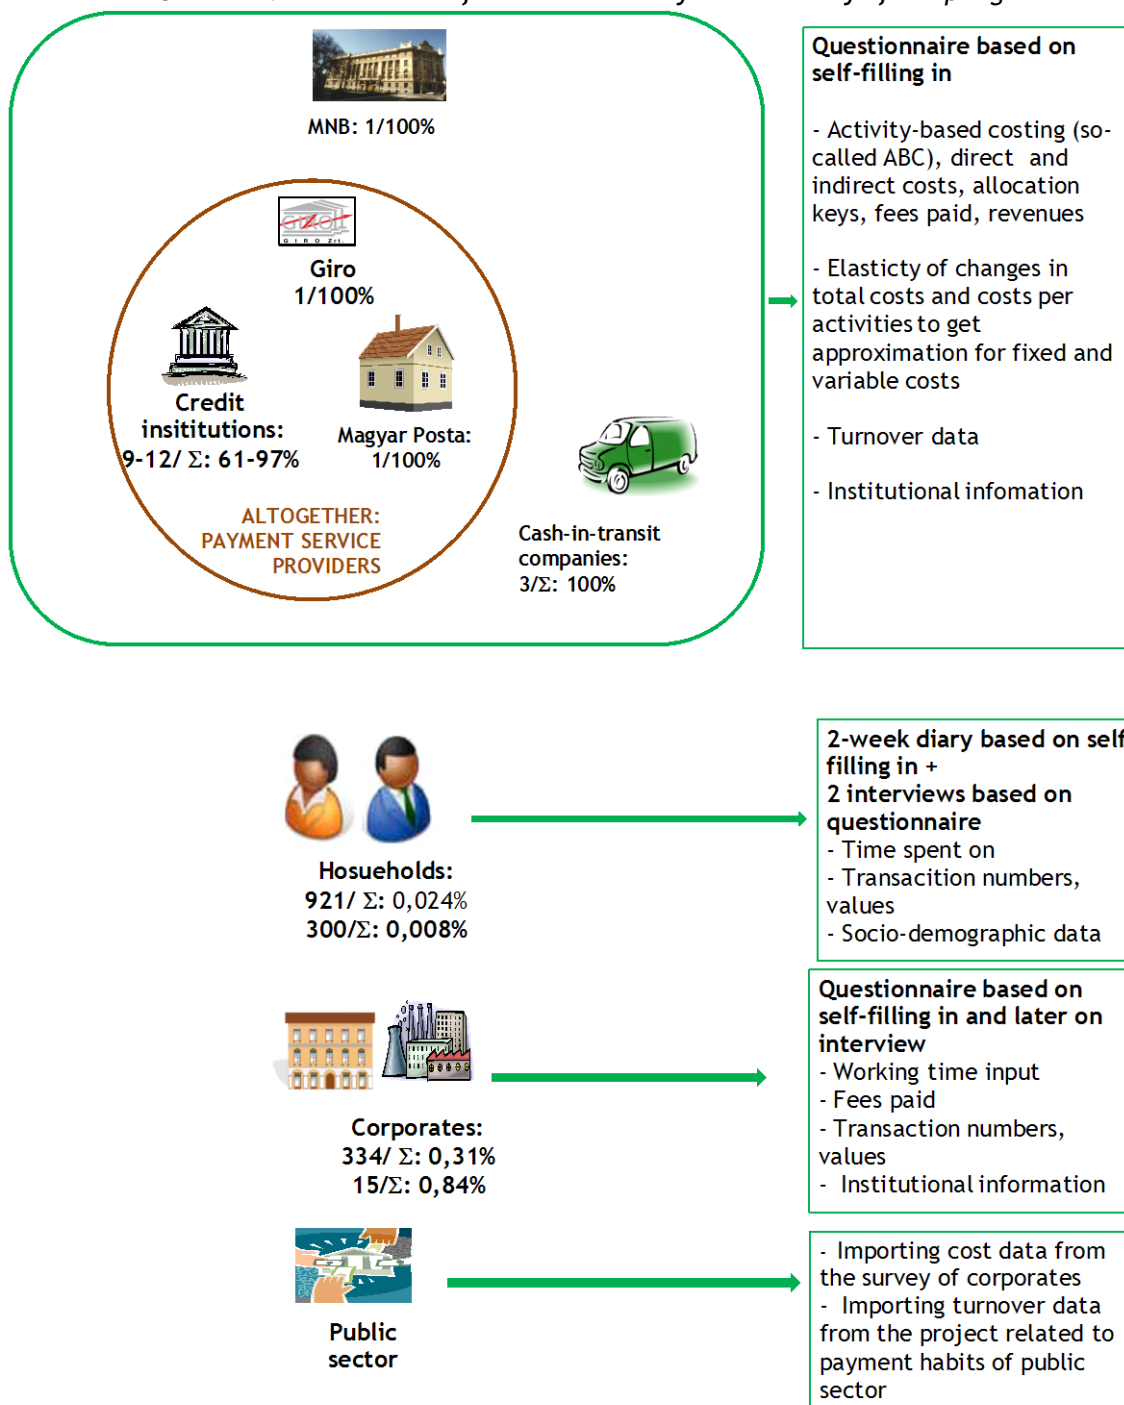 MNB: 1/100%
GIRO Zrt.
Giro
1/100%
Credit
insititutions:
9-12/ Σ: 61-97%
Magyar Posta:
1/100%
ALTOGETHER:
PAYMENT SERVICE
PROVIDERS
Cash-in-transit
companies:
3/Σ: 100%
Questionnaire based on
self-filling in
- Activity-based costing (so-
called ABC), direct and
indirect costs, allocation
keys, fees paid, revenues
- Elasticty of changes in
total costs and costs per
activities to get
approximation for fixed and
variable costs
- Turnover data
- Institutional infomation
Hosueholds:
921/ Σ: 0,024%
300/Σ: 0,008%
2-week diary based on self
filling in +
2 interviews based on
questionnaire
- Time spent on
- Transacition numbers,
values
- Socio-demographic data
Corporates:
334/ Σ: 0,31%
15/Σ: 0,84%
Questionnaire based on
self-filling in and later on
interview
- Working time input
- Fees paid
- Transaction numbers,
values
- Institutional information
Public
sector
- Importing cost data from
the survey of corporates
- Importing turnover data
from the project related to
payment habits of public
sector